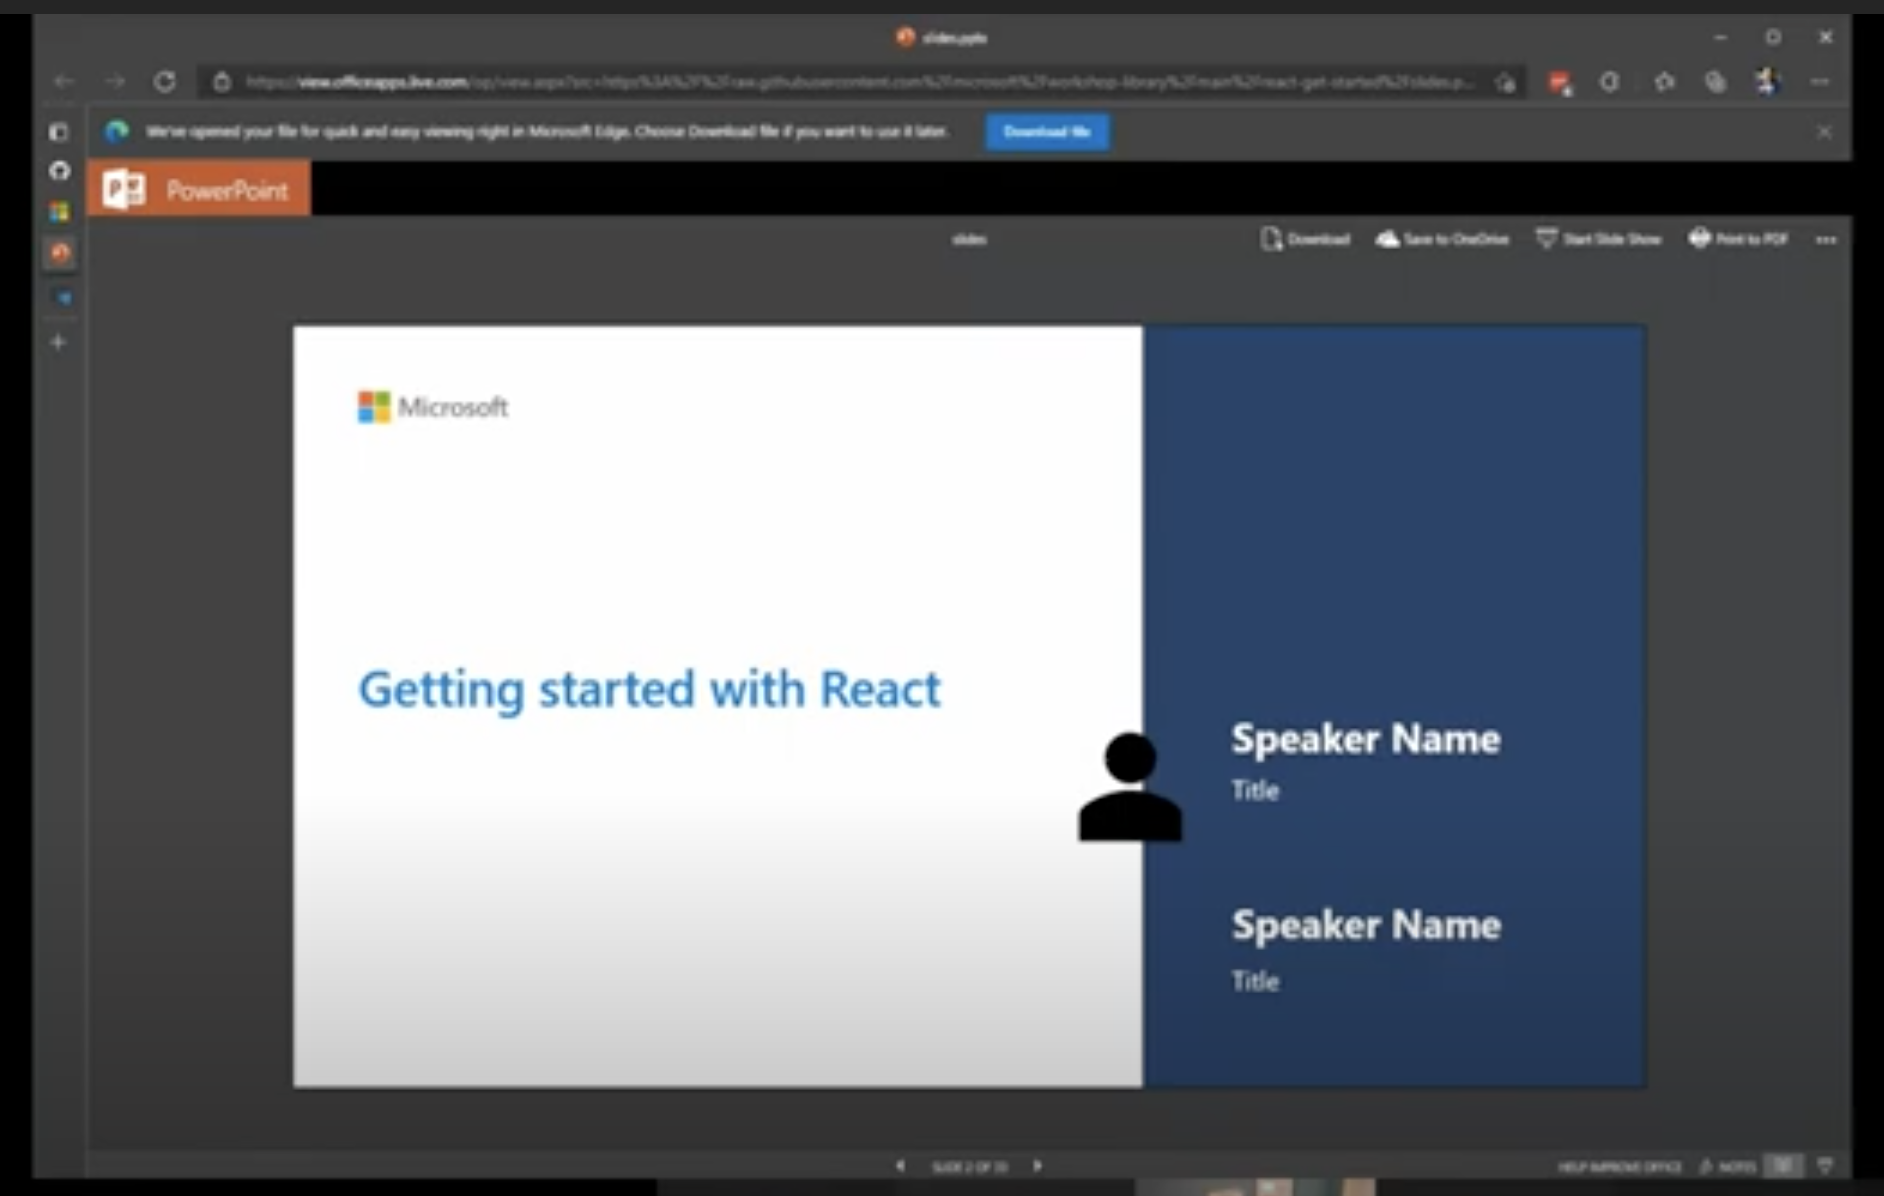 slides.pptx
https://view.officeapps.live.com/op/view.aspx?src=https%3A%2F%2Fraw.githubusercontent.com%2Fmicrosoft%2Fworkshop-library%2Fmain%2Freact-get-started%2Fslides.p...
We've opened your file for quick and easy viewing right in Microsoft Edge. Choose Download file if you want to use it later.
Download file
PowerPoint
slides
Download
Save to OneDrive
Start Slide Show
Print to PDF
Microsoft
Getting started with React
Speaker Name
Title
Speaker Name
Title
SLIDE 2 OF
HELP IMPROVE OFFICE
NOTES